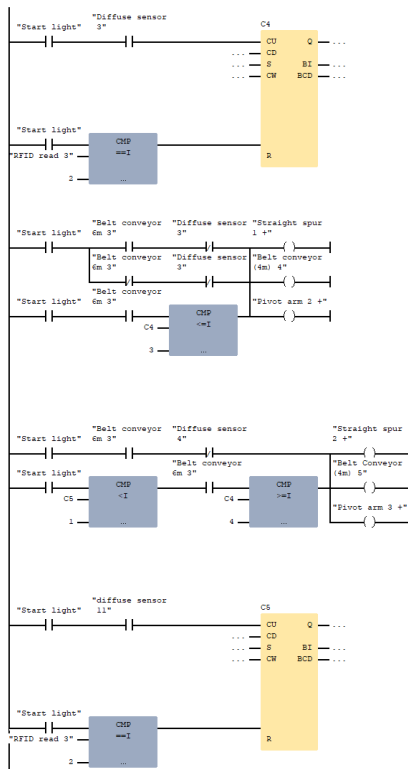 C4
"Diffuse sensor
"Start light" 3"
CU Q ...
... CD
... S BI ...
... CW BCD ...
"Start light"
CMP
==I
"RFID read 3"
R
2
...
"Belt conveyor "Diffuse sensor "Straight spur
"Start light" 6m 3" 3" 1 +"
"Belt conveyor "Diffuse sensor "Belt conveyor
6m 3" 3" (4m) 4"
"Belt conveyor
"Start light" 6m 3" "Pivot arm 2 +"
CMP
<=I
C4
3
...
"Belt conveyor "Diffuse sensor "Straight spur
"Start light" 6m 3" 4" 2 +"
"Start light" "Belt conveyor "Belt Conveyor
6m 3" (4m) 5"
CMP CMP
<I >=I
C5 C4
"Pivot arm 3 +"
1 ... 4 ...
"diffuse sensor C5
"Start light" 11"
CU Q ...
... CD
... S BI ...
... CW BCD ...
"Start light"
CMP
==I
"RFID read 3"
R
2
...